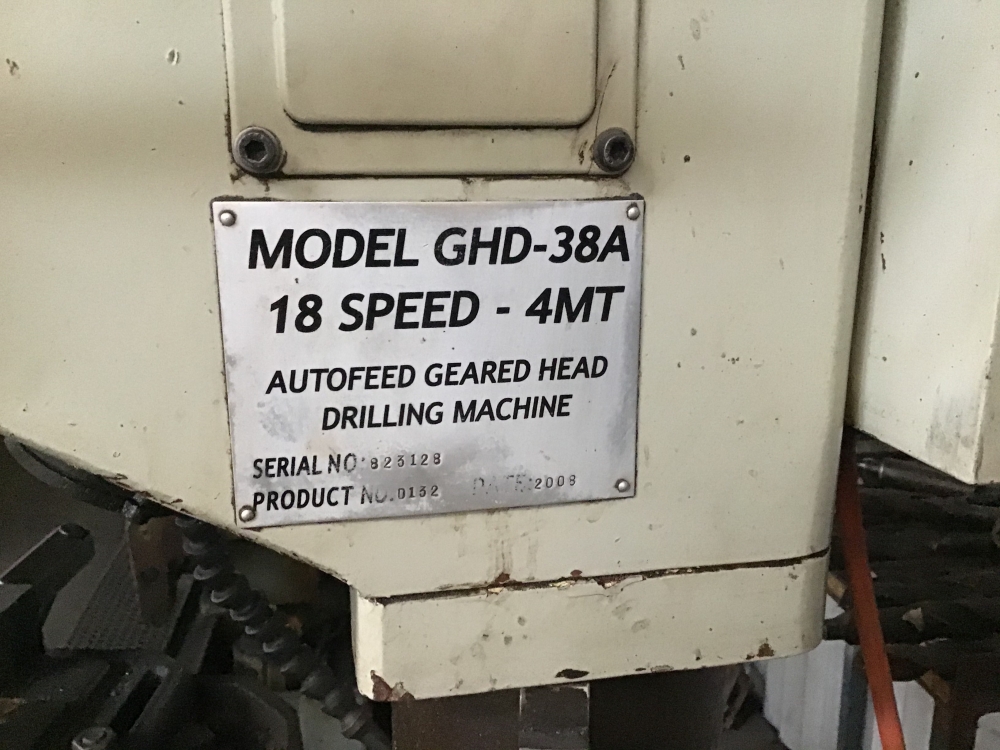 MODEL GHD-38A
18 SPEED - 4MT
AUTOFEED GEARED HEAD
DRILLING MACHINE
SERIAL NO:823128
PRODUCT NO.0132 DATE:2008